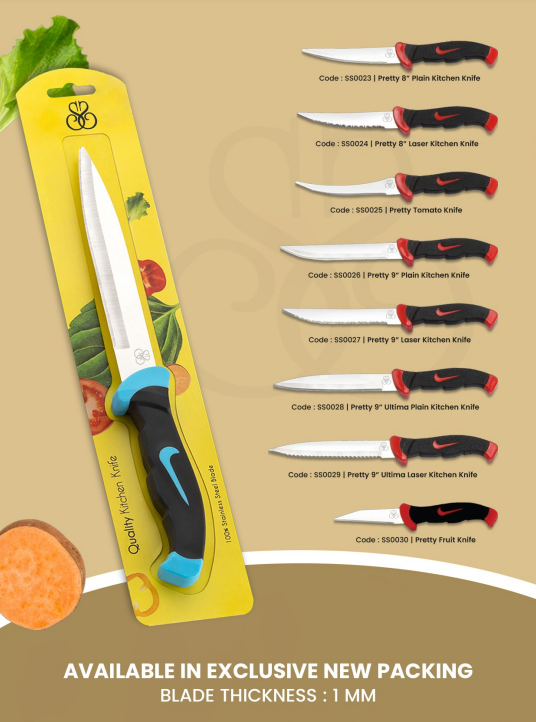 Code : SS0023 | Pretty 8" Plain Kitchen Knife
Code : SS0024 | Pretty 8" Laser Kitchen Knife
Code : SS0025 | Pretty Tomato Knife
Code : SS0026 | Pretty 9" Plain Kitchen Knife
Code : SS0027 | Pretty 9" Laser Kitchen Knife
Code : SS0028 | Pretty 9" Ultima Plain Kitchen Knife
Code : SS0029 | Pretty 9" Ultima Laser Kitchen Knife
Code : SS0030 | Pretty Fruit Knife
Quality Kitchen Knife
100% Stainless Steel Blade
AVAILABLE IN EXCLUSIVE NEW PACKING
BLADE THICKNESS : 1 MM